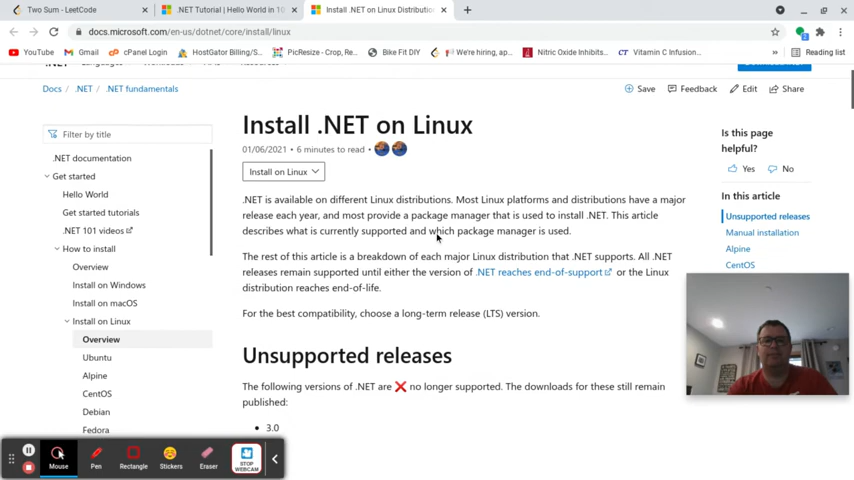 Two Sum - LeetCode
.NET Tutorial | Hello World in 10
Install .NET on Linux Distributio
docs.microsoft.com/en-us/dotnet/core/install/linux
YouTube
Gmail
cPanel Login
HostGator Billing/S...
PicResize - Crop, Re...
Bike Fit DIY
We're hiring, ap...
Nitric Oxide Inhibits...
CT Vitamin C Infusion...
Reading list
Docs / .NET / .NET fundamentals
Save
Feedback
Edit
Share
Filter by title
.NET documentation
Get started
Hello World
Get started tutorials
.NET 101 videos
How to install
Overview
Install on Windows
Install on macOS
Install on Linux
Overview
Ubuntu
Alpine
CentOS
Debian
Fedora
Install .NET on Linux
01/06/2021 • 6 minutes to read •
Install on Linux
.NET is available on different Linux distributions. Most Linux platforms and distributions have a major
release each year, and most provide a package manager that is used to install .NET. This article
describes what is currently supported and which package manager is used.
The rest of this article is a breakdown of each major Linux distribution that .NET supports. All .NET
releases remain supported until either the version of .NET reaches end-of-support or the Linux
distribution reaches end-of-life.
For the best compatibility, choose a long-term release (LTS) version.
Unsupported releases
The following versions of .NET are ❌ no longer supported. The downloads for these still remain
published:
• 3.0
Is this page
helpful?
Yes
No
In this article
Unsupported releases
Manual installation
Alpine
CentOS
Mouse
Pen
Rectangle
Stickers
Eraser
STOP
WEBCAM